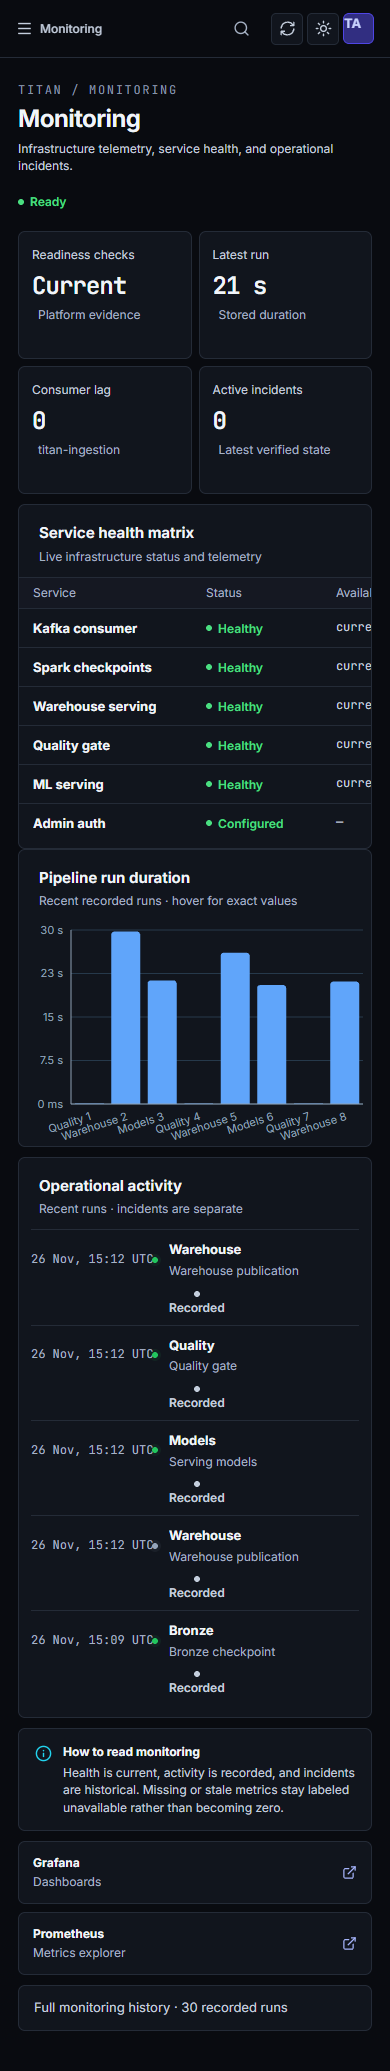 Monitoring
TA
TITAN / MONITORING
Monitoring
Infrastructure telemetry, service health, and operational
incidents.
Ready
Readiness checks
Current
Platform evidence
Latest run
21 s
Stored duration
Consumer lag
0
titan-ingestion
Active incidents
0
Latest verified state
Service health matrix
Live infrastructure status and telemetry
Service Status Availal
Kafka consumer Healthy curre
Spark checkpoints Healthy curre
Warehouse serving Healthy curre
Quality gate Healthy curre
ML serving Healthy curre
Admin auth Configured —
Pipeline run duration
Recent recorded runs · hover for exact values
30 s
23 s
15 s
7.5 s
0 ms
Quality 1
Warehouse 2
Models 3
Quality 4
Warehouse 5
Models 6
Quality 7
Warehouse 8
Operational activity
Recent runs · incidents are separate
26 Nov, 15:12 UTC Warehouse
Warehouse publication
Recorded
26 Nov, 15:12 UTC Quality
Quality gate
Recorded
26 Nov, 15:12 UTC Models
Serving models
Recorded
26 Nov, 15:12 UTC Warehouse
Warehouse publication
Recorded
26 Nov, 15:09 UTC Bronze
Bronze checkpoint
Recorded
How to read monitoring
Health is current, activity is recorded, and incidents
are historical. Missing or stale metrics stay labeled
unavailable rather than becoming zero.
Grafana
Dashboards
Prometheus
Metrics explorer
Full monitoring history · 30 recorded runs